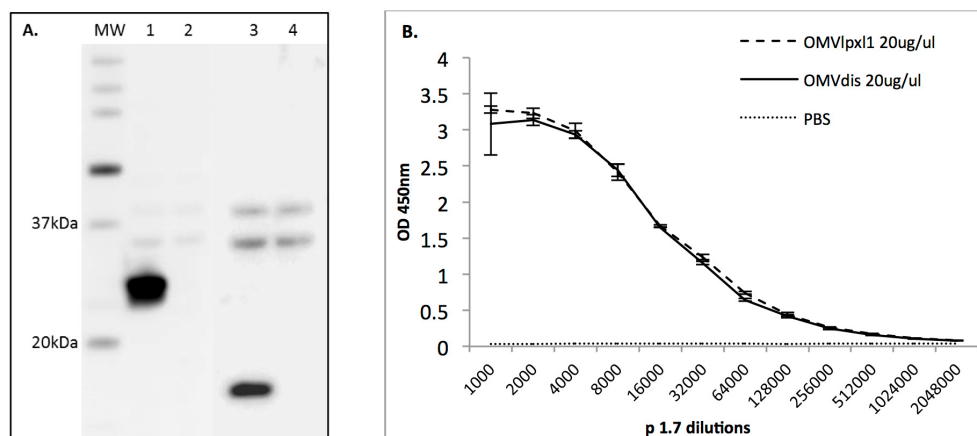 A.
MW 1 2 3 4
37kDa
20kDa
B.
OMVlpxl1 20ug/ul
OMVdis 20ug/ul
PBS
OD 450nm
4
3.5
3
2.5
2
1.5
1
0.5
0
1000 2000 4000 8000 16000 32000 64000 128000 256000 512000 1024000 2048000
p 1.7 dilutions